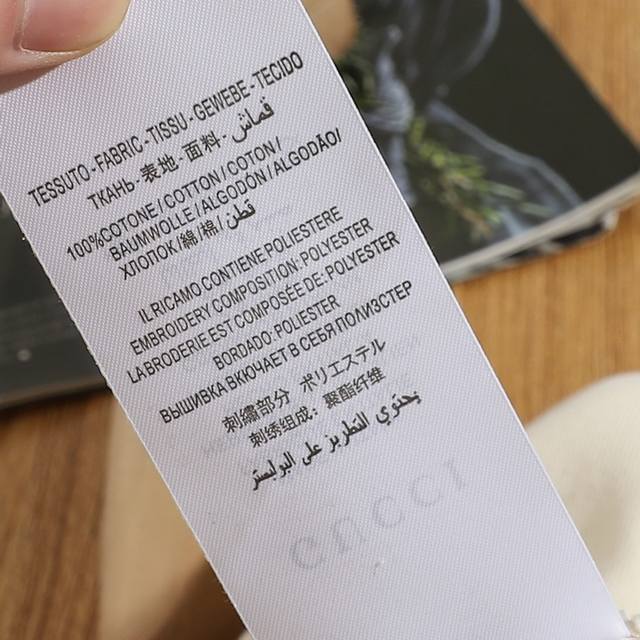 TESSUTO - FABRIC - TISSU - GEWEBE - TECIDO
ТКАНЬ - 表地 - 面料 - قماش
100%COTONE / COTTON / COTON /
BAUMWOLLE / ALGODÓN / ALGODÃO /
ХЛОПОК /綿/棉/ قطن
IL RICAMO CONTIENE POLIESTERE
EMBROIDERY COMPOSITION: POLYESTER
LA BRODERIE EST COMPOSÉE DE-POLYESTER
BORDADO: POLIESTER
ВЫШИВКА ВКЮЧАЕТ В СЕБЯ ПОЛИЭСТЕР
刺繡部分 ポリエステル
刺绣组成: 聚酯纤维
يحتوي التطريز على البوليستر
GUCCI